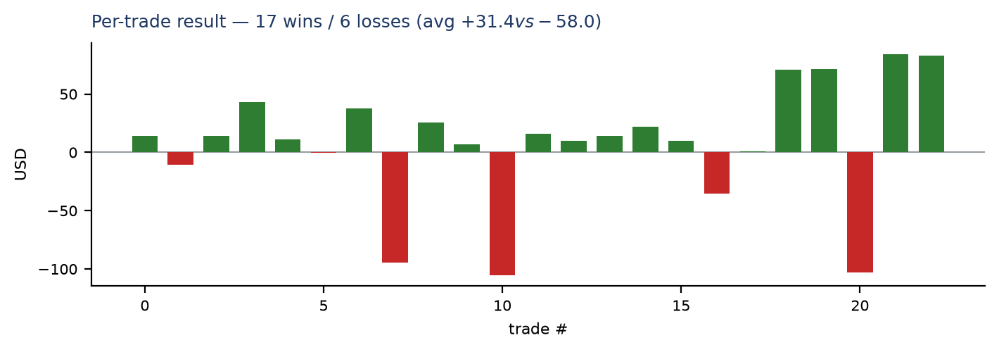 Per-trade result — 17 wins / 6 losses (avg +31.4vs − 58.0)
50
0
−50
−100
USD
0 5 10 15 20
trade #